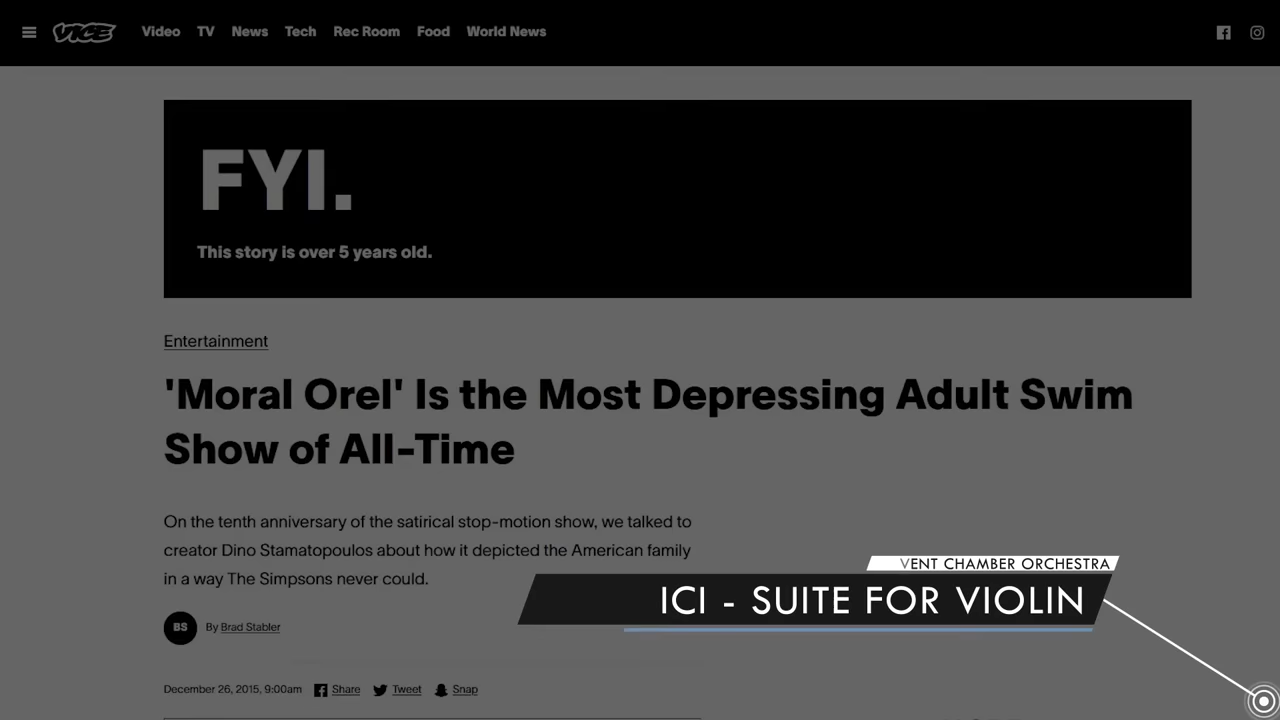 VICE Video TV News Tech Rec Room Food World News
FYI.
This story is over 5 years old.
Entertainment
'Moral Orel' Is the Most Depressing Adult Swim
Show of All-Time
On the tenth anniversary of the satirical stop-motion show, we talked to
creator Dino Stamatopoulos about how it depicted the American family
in a way The Simpsons never could.
VENT CHAMBER ORCHESTRA
ICI - SUITE FOR VIOLIN
BS By Brad Stabler
December 26, 2015, 9:00am Share Tweet Snap